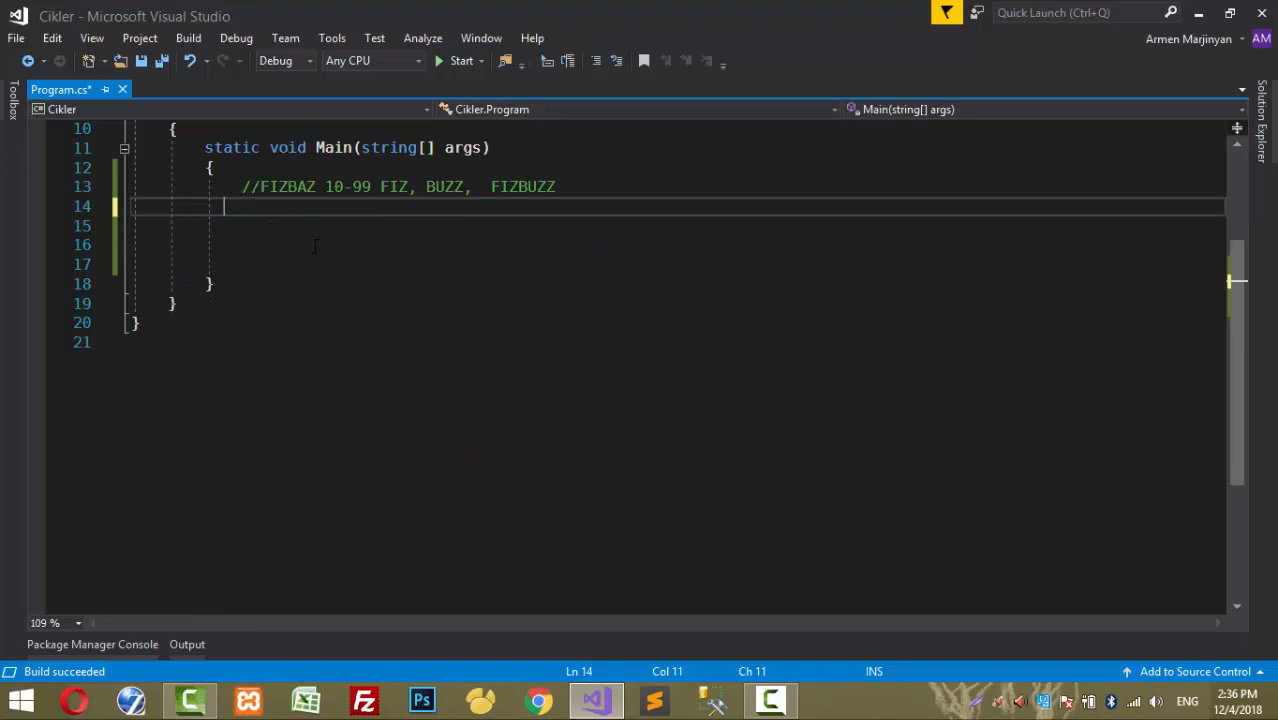 Cikler - Microsoft Visual Studio
Quick Launch (Ctrl+Q)
File Edit View Project Build Debug Team Tools Test Analyze Window Help
Armen Marjinyan AM
Debug Any CPU Start
Program.cs*
Cikler Cikler.Program Main(string[] args)
Toolbox
Solution Explorer
10 {
11 static void Main(string[] args)
12 {
13 //FIZBAZ 10-99 FIZ, BUZZ,  FIZBUZZ
14
15
16
17
18 }
19 }
20 }
21
109 %
Package Manager Console Output
Build succeeded Ln 14 Col 11 Ch 11 INS Add to Source Control
Fz Ps ENG 2:36 PM
12/4/2018